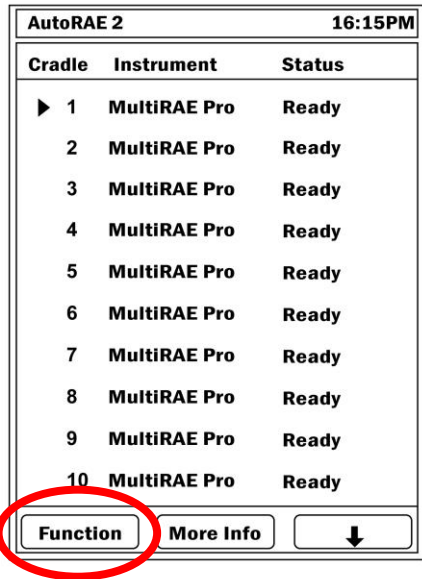 AutoRAE 2 16:15PM
Cradle Instrument Status
1 MultiRAE Pro Ready
2 MultiRAE Pro Ready
3 MultiRAE Pro Ready
4 MultiRAE Pro Ready
5 MultiRAE Pro Ready
6 MultiRAE Pro Ready
7 MultiRAE Pro Ready
8 MultiRAE Pro Ready
9 MultiRAE Pro Ready
10 MultiRAE Pro Ready
Function More Info